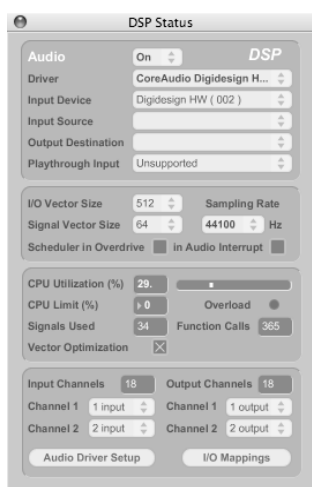 DSP Status
Audio On DSP
Driver CoreAudio Digidesign H...
Input Device Digidesign HW ( 002 )
Input Source
Output Destination
Playthrough Input Unsupported
I/O Vector Size 512 Sampling Rate
Signal Vector Size 64 44100 Hz
Scheduler in Overdrive in Audio Interrupt
CPU Utilization (%) 29.
CPU Limit (%) 0 Overload
Signals Used 34 Function Calls 365
Vector Optimization
Input Channels 18 Output Channels 18
Channel 1 1 input Channel 1 1 output
Channel 2 2 input Channel 2 2 output
Audio Driver Setup I/O Mappings